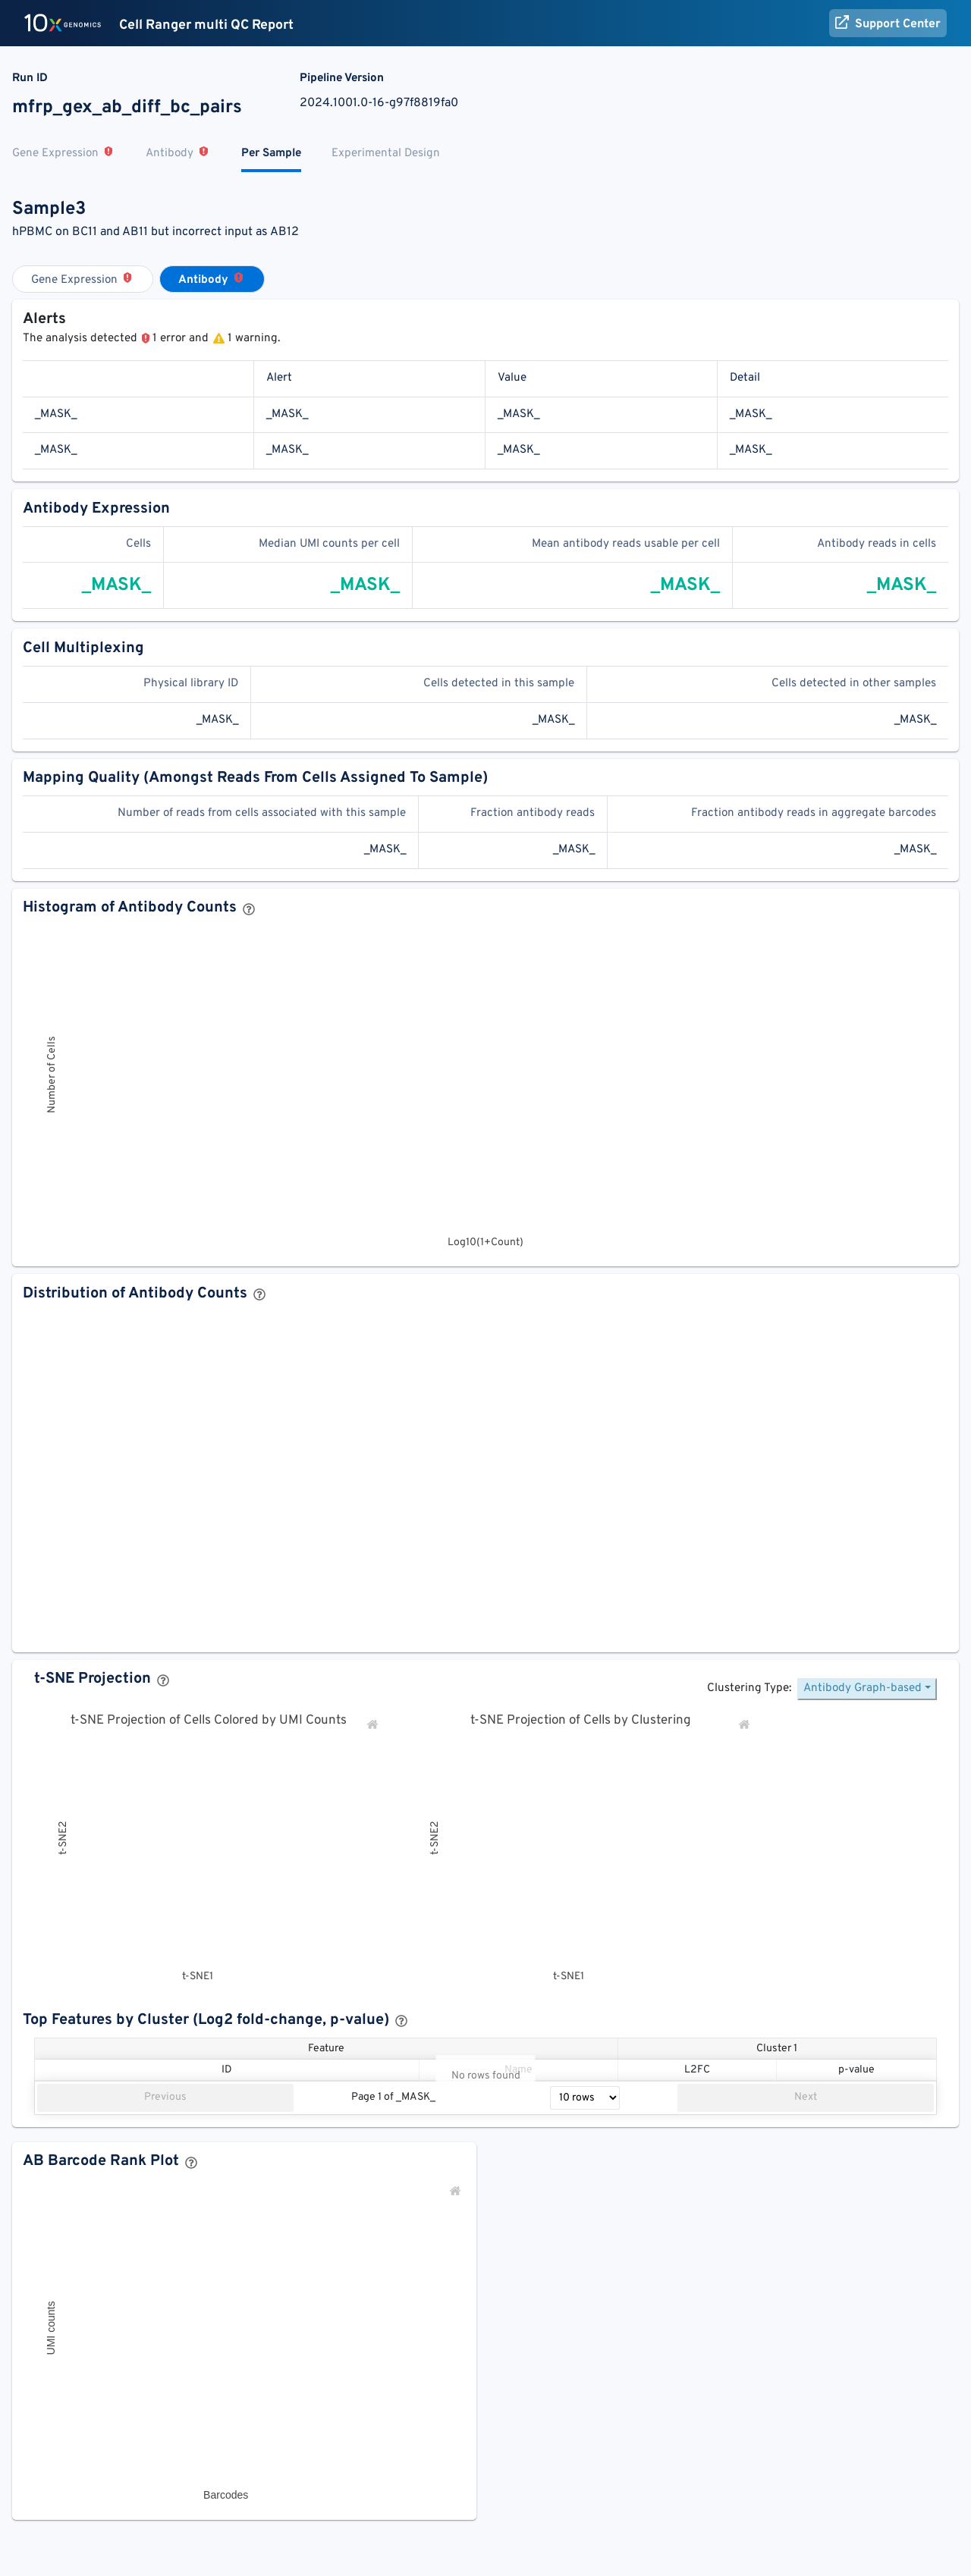 10x GENOMICS Cell Ranger multi QC Report Support Center
Run ID Pipeline Version
mfrp_gex_ab_diff_bc_pairs 2024.1001.0-16-g97f8819fa0
Gene Expression Antibody Per Sample Experimental Design
Sample3
hPBMC on BC11 and AB11 but incorrect input as AB12
Gene Expression Antibody
Alerts
The analysis detected 1 error and 1 warning.
Alert Value Detail
_MASK_ _MASK_ _MASK_ _MASK_
_MASK_ _MASK_ _MASK_ _MASK_
Antibody Expression
Cells Median UMI counts per cell Mean antibody reads usable per cell Antibody reads in cells
_MASK_ _MASK_ _MASK_ _MASK_
Cell Multiplexing
Physical library ID Cells detected in this sample Cells detected in other samples
_MASK_ _MASK_ _MASK_
Mapping Quality (Amongst Reads From Cells Assigned To Sample)
Number of reads from cells associated with this sample Fraction antibody reads Fraction antibody reads in aggregate barcodes
_MASK_ _MASK_ _MASK_
Histogram of Antibody Counts
Number of Cells
Log10(1+Count)
Distribution of Antibody Counts
t-SNE Projection
Clustering Type: Antibody Graph-based
t-SNE Projection of Cells Colored by UMI Counts t-SNE Projection of Cells by Clustering
t-SNE2 t-SNE2
t-SNE1 t-SNE1
Top Features by Cluster (Log2 fold-change, p-value)
Feature Cluster 1
ID Name L2FC p-value
No rows found
Previous Page 1 of _MASK_ 10 rows Next
AB Barcode Rank Plot
UMI counts
Barcodes